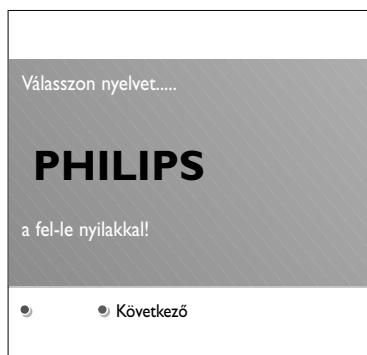 Válasszon nyelvet.....
PHILIPS
a fel-le nyilakkal!
Következő